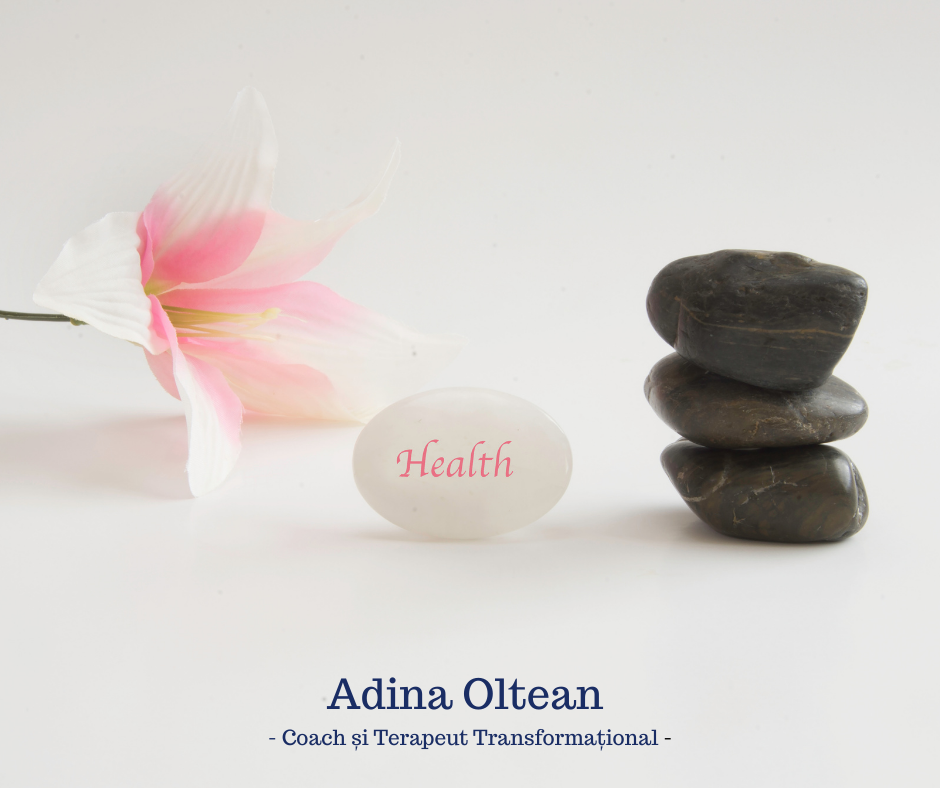 Health
Adina Oltean
- Coach și Terapeut Transformațional -